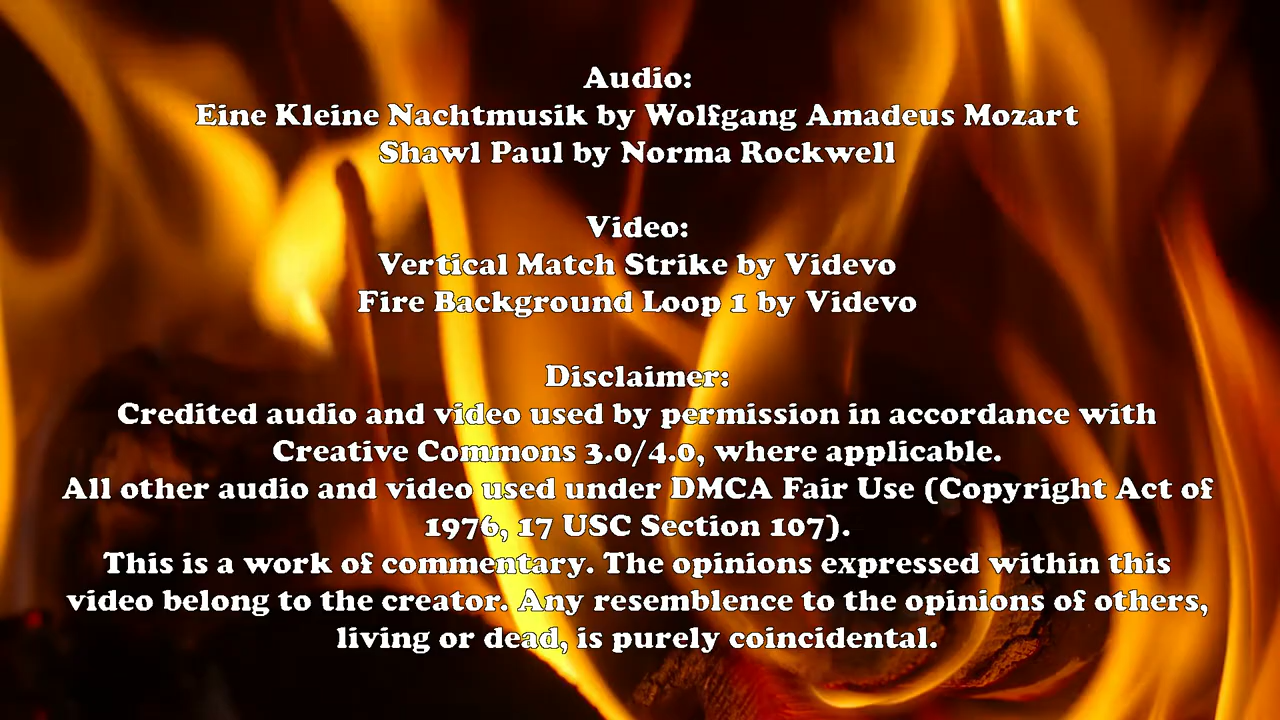 Audio:
Eine Kleine Nachtmusik by Wolfgang Amadeus Mozart
Shawl Paul by Norma Rockwell
Video:
Vertical Match Strike by Videvo
Fire Background Loop 1 by Videvo
Disclaimer:
Credited audio and video used by permission in accordance with
Creative Commons 3.0/4.0, where applicable.
All other audio and video used under DMCA Fair Use (Copyright Act of
1976, 17 USC Section 107).
This is a work of commentary. The opinions expressed within this
video belong to the creator. Any resemblence to the opinions of others,
living or dead, is purely coincidental.